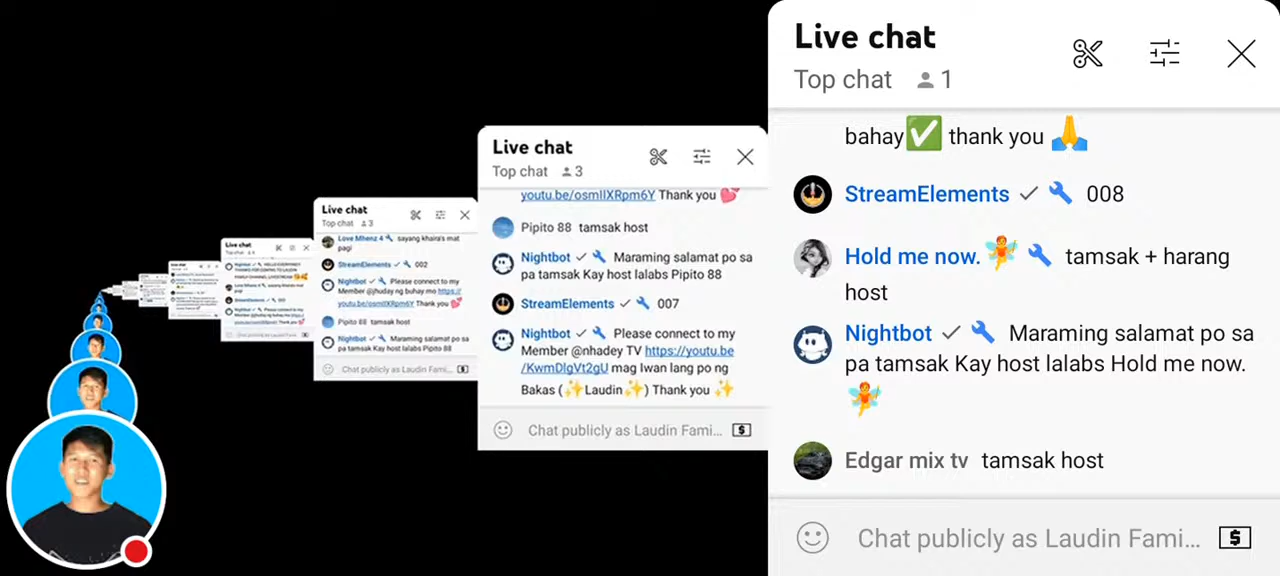 Live chat
Top chat 1
bahay✅ thank you 🙏
StreamElements 008
Hold me now.🧚 tamsak + harang
host
Nightbot Maraming salamat po sa
pa tamsak Kay host lalabs Hold me now.
🧚
Edgar mix tv tamsak host
Chat publicly as Laudin Fami...
Live chat
Top chat 3
youtu.be/osmIIXRpm6Y Thank you 💕
Pipito 88 tamsak host
Nightbot Maraming salamat po sa
pa tamsak Kay host lalabs Pipito 88
StreamElements 007
Nightbot Please connect to my
Member @nhadey TV https://youtu.be
/KwmDlgVt2gU mag Iwan lang po ng
Bakas (✨Laudin✨) Thank you ✨
Chat publicly as Laudin Fami...
Live chat
Top chat 3
Love Mhenz 4 sayang khaira's mat
pagi
StreamElements 002
Nightbot Please connect to my
Member @jhuday ng buhay mo https://
youtu.be/osmIIXRpm6Y Thank you 💕
Pipito 88 tamsak host
Nightbot Maraming salamat po sa
pa tamsak Kay host lalabs Pipito 88
Chat publicly as Laudin Fami...
Live chat